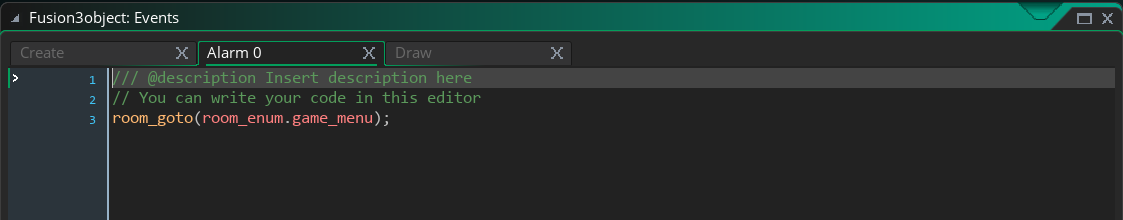 Fusion3object: Events
Create
Alarm 0
Draw
1 /// @description Insert description here
2 // You can write your code in this editor
3 room_goto(room_enum.game_menu);